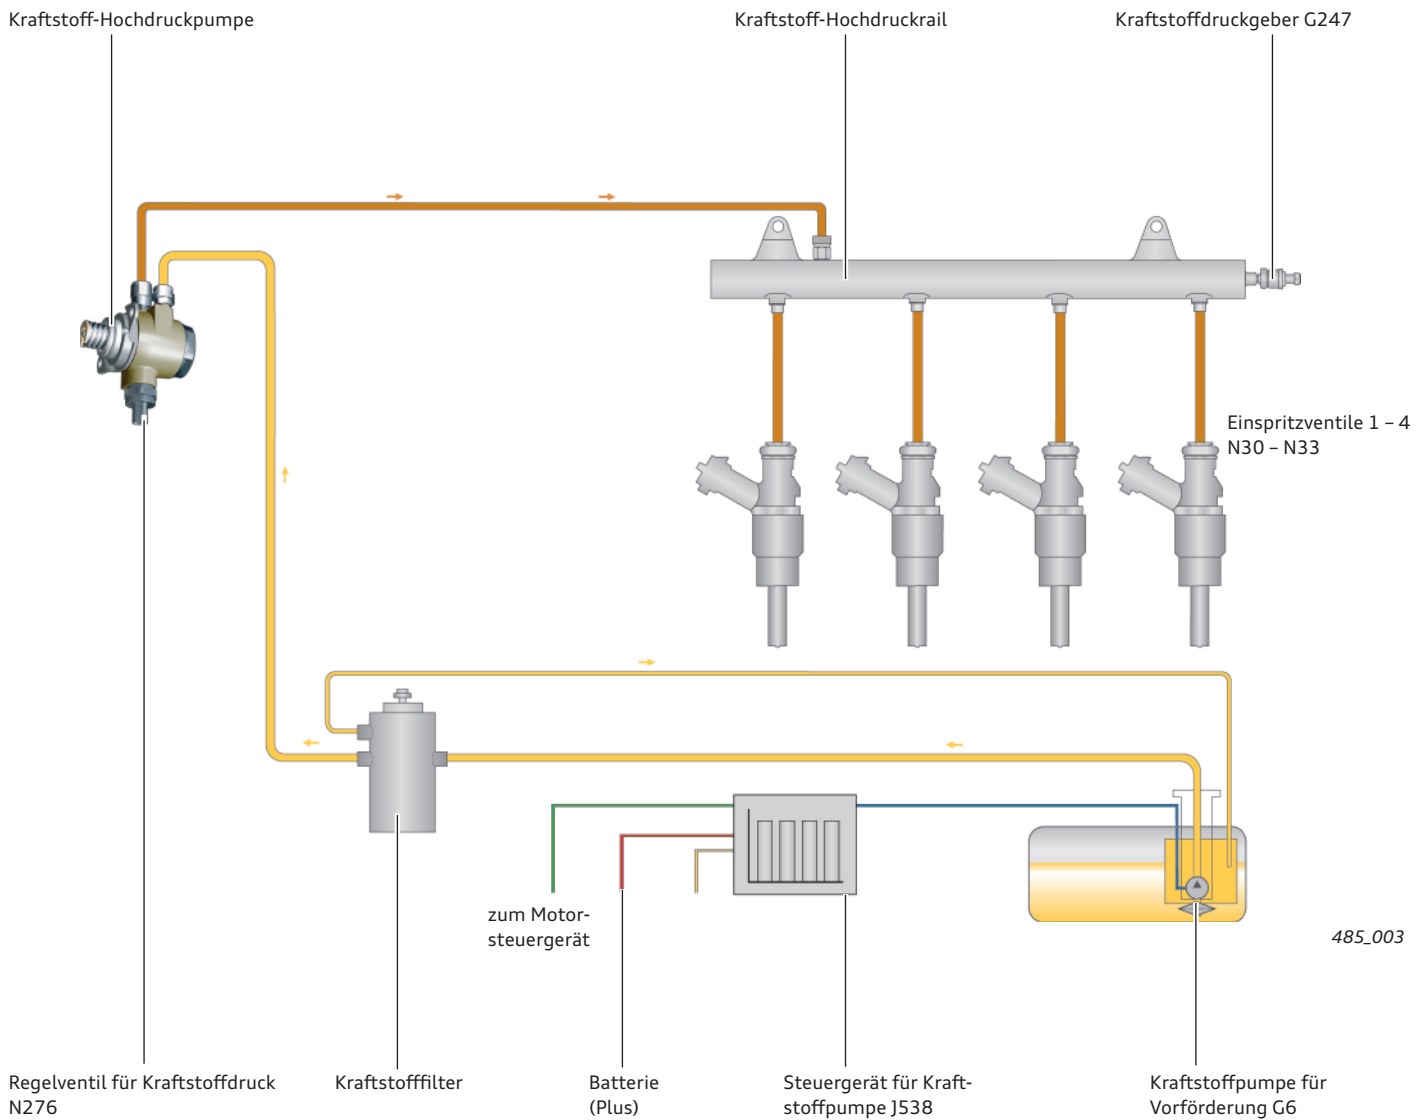 Kraftstoff-Hochdruckpumpe
Kraftstoff-Hochdruckrail
Kraftstoffdruckgeber G247
Einspritzventile 1 – 4
N30 – N33
zum Motor-
steuergerät
485_003
Regelventil für Kraftstoffdruck
N276
Kraftstofffilter
Batterie
(Plus)
Steuergerät für Kraft-
stoffpumpe J538
Kraftstoffpumpe für
Vorförderung G6